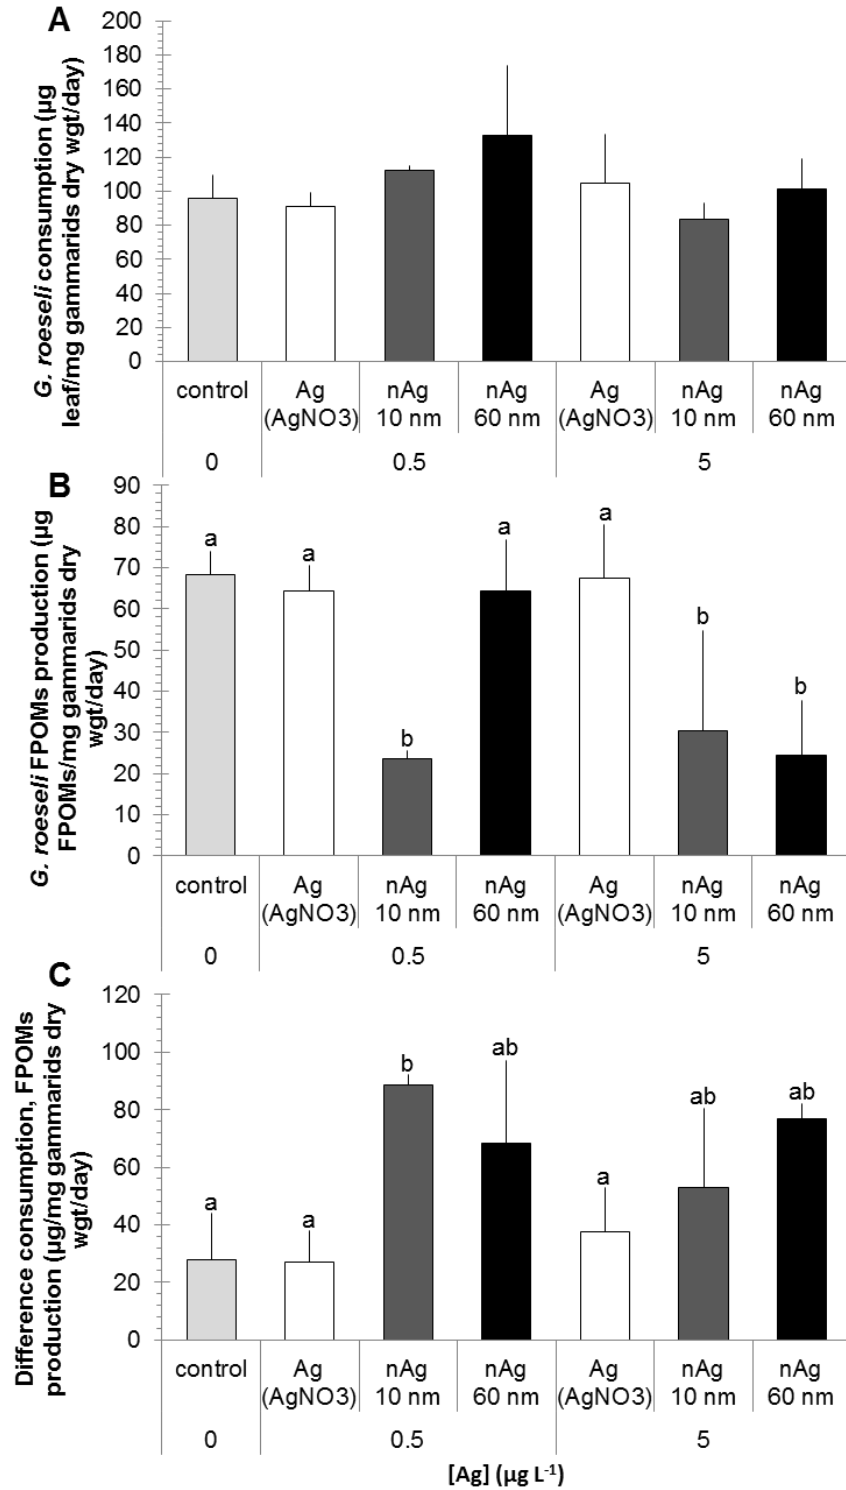 A
G. roeseli consumption (µg
leaf/mg gammarids dry wgt/day)
200
180
160
140
120
100
80
60
40
20
0
control
Ag
(AgNO3)
nAg
10 nm
nAg
60 nm
Ag
(AgNO3)
nAg
10 nm
nAg
60 nm
0
0.5
5
B
G. roeseli FPOMs production (µg
FPOMs/mg gammarids dry
wgt/day)
90
80
70
60
50
40
30
20
10
0
a
a
b
a
a
b
b
control
Ag
(AgNO3)
nAg
10 nm
nAg
60 nm
Ag
(AgNO3)
nAg
10 nm
nAg
60 nm
0
0.5
5
C
Difference consumption, FPOMs
production (µg/mg gammarids dry
wgt/day)
120
100
80
60
40
20
0
a
a
b
ab
a
ab
ab
control
Ag
(AgNO3)
nAg
10 nm
nAg
60 nm
Ag
(AgNO3)
nAg
10 nm
nAg
60 nm
0
0.5
5
[Ag] (µg L⁻¹)